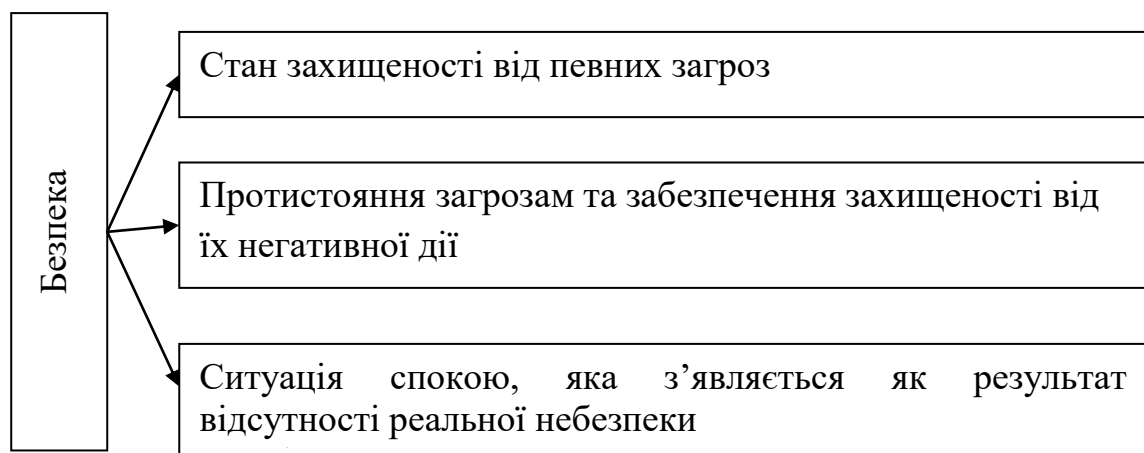 Безпека
Стан захищеності від певних загроз
Протистояння загрозам та забезпечення захищеності від
їх негативної дії
Ситуація спокою, яка з’являється як результат
відсутності реальної небезпеки